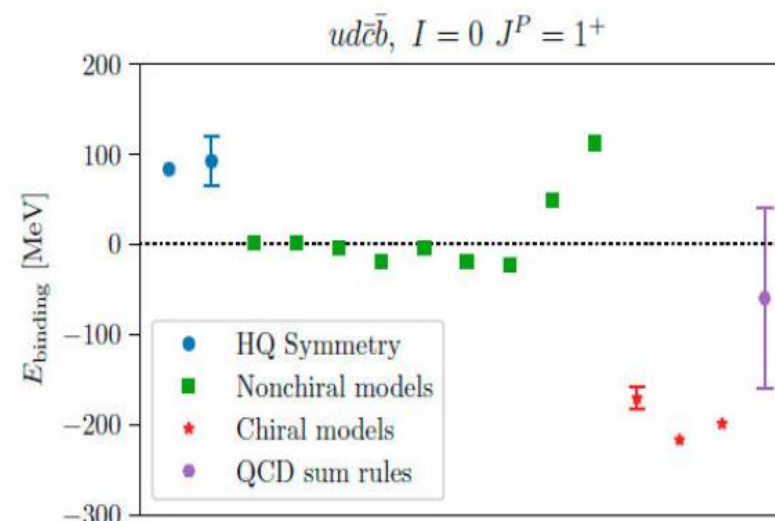 udc̄b̄, I = 0 J^P = 1^+
200
100
0
−100
−200
−300
E_binding [MeV]
HQ Symmetry
Nonchiral models
Chiral models
QCD sum rules